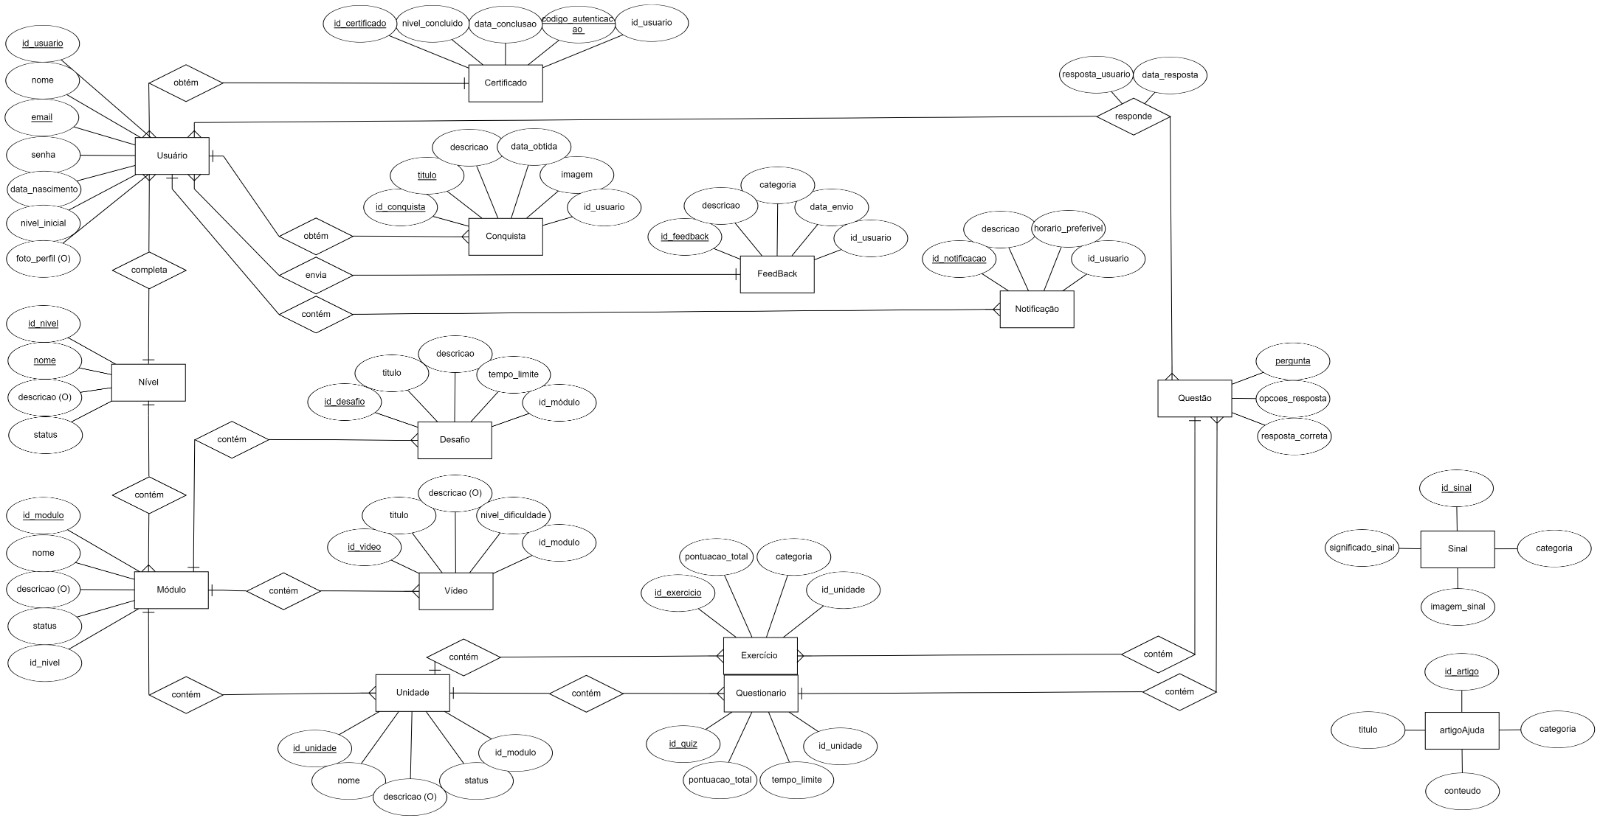 id_certificado
nivel_concluido
data_conclusao
codigo_autenticac
ao
id_usuario
obtém
Certificado
id_usuario
nome
email
senha
data_nascimento
nivel_inicial
foto_perfil (O)
Usuário
resposta_usuario
data_resposta
responde
descricao
data_obtida
titulo
imagem
id_conquista
id_usuario
obtém
Conquista
categoria
descricao
data_envio
id_feedback
id_usuario
envia
FeedBack
descricao
horario_preferivel
id_notificacao
id_usuario
contém
Notificação
completa
id_nivel
nome
descricao (O)
status
Nível
descricao
titulo
tempo_limite
id_desafio
id_módulo
contém
Desafio
pergunta
opcoes_resposta
resposta_correta
Questão
contém
id_modulo
nome
descricao (O)
status
id_nivel
Módulo
descricao (O)
titulo
nivel_dificuldade
id_video
id_modulo
contém
Vídeo
id_sinal
significado_sinal
Sinal
categoria
imagem_sinal
pontuacao_total
categoria
id_exercicio
id_unidade
contém
Exercício
contém
contém
Unidade
contém
Questionario
contém
id_unidade
nome
descricao (O)
status
id_modulo
id_quiz
pontuacao_total
tempo_limite
id_unidade
id_artigo
titulo
artigoAjuda
categoria
conteudo